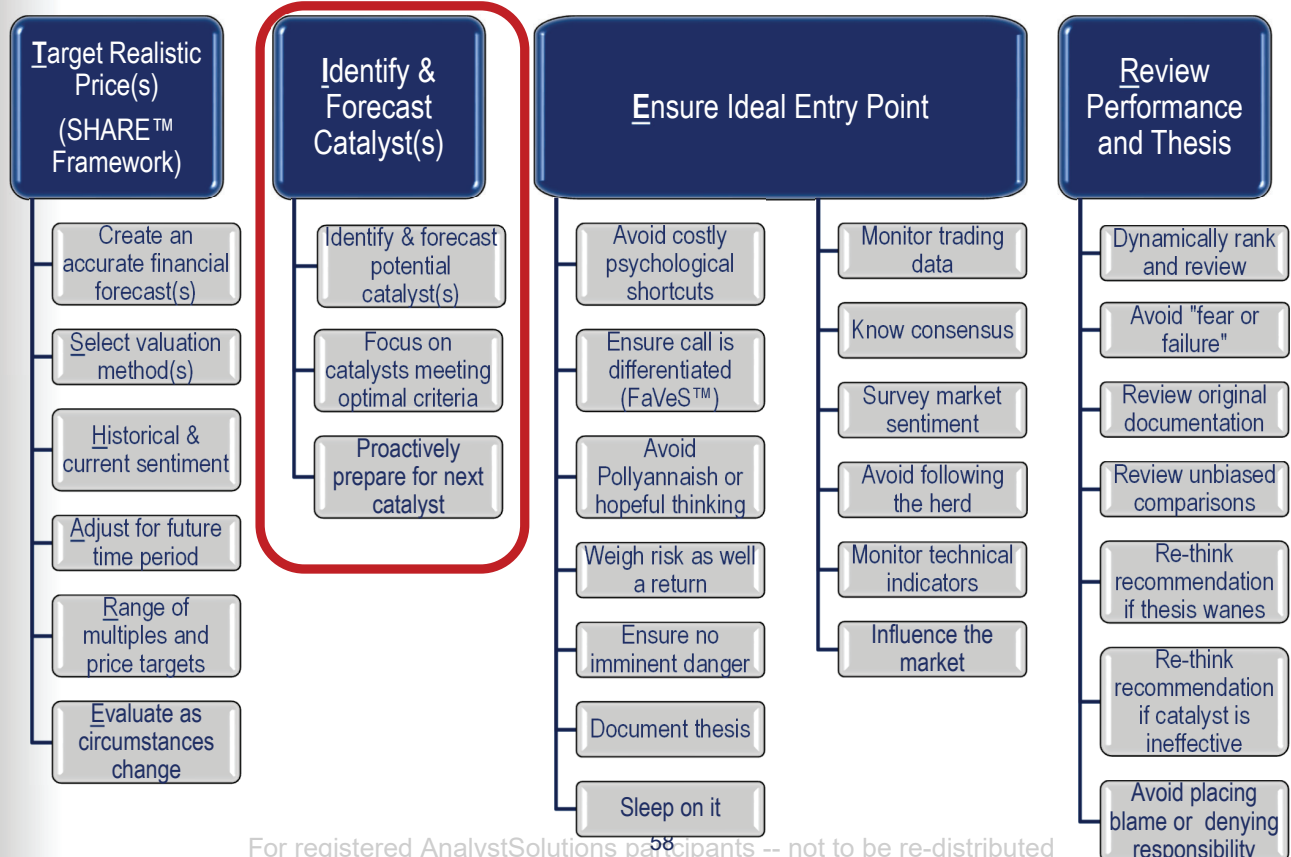 Target Realistic
Price(s)
(SHARE™
Framework)
Create an
accurate financial
forecast(s)
Select valuation
method(s)
Historical &
current sentiment
Adjust for future
time period
Range of
multiples and
price targets
Evaluate as
circumstances
change
Identify &
Forecast
Catalyst(s)
Identify & forecast
potential
catalyst(s)
Focus on
catalysts meeting
optimal criteria
Proactively
prepare for next
catalyst
Ensure Ideal Entry Point
Avoid costly
psychological
shortcuts
Ensure call is
differentiated
(FaVeS™)
Avoid
Pollyannaish or
hopeful thinking
Weigh risk as well
a return
Ensure no
imminent danger
Document thesis
Sleep on it
Monitor trading
data
Know consensus
Survey market
sentiment
Avoid following
the herd
Monitor technical
indicators
Influence the
market
Review
Performance
and Thesis
Dynamically rank
and review
Avoid "fear or
failure"
Review original
documentation
Review unbiased
comparisons
Re-think
recommendation
if thesis wanes
Re-think
recommendation
if catalyst is
ineffective
Avoid placing
blame or denying
responsibility
58
For registered AnalystSolutions participants -- not to be re-distributed